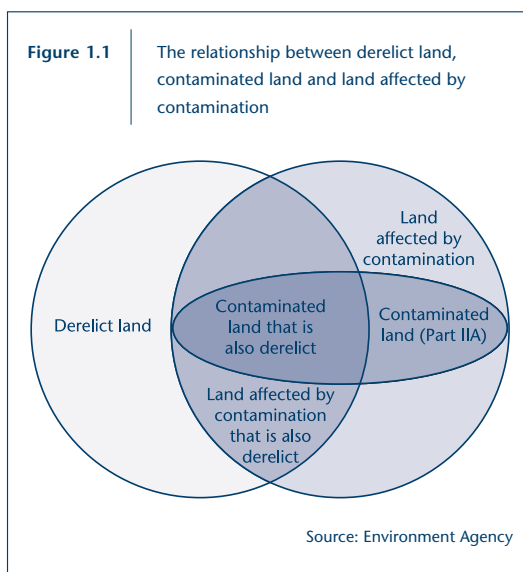 Figure 1.1
The relationship between derelict land,
contaminated land and land affected by
contamination
Land
affected by
contamination
Derelict land
Contaminated
land that is
also derelict
Contaminated
land (Part IIA)
Land affected by
contamination
that is also
derelict
Source: Environment Agency